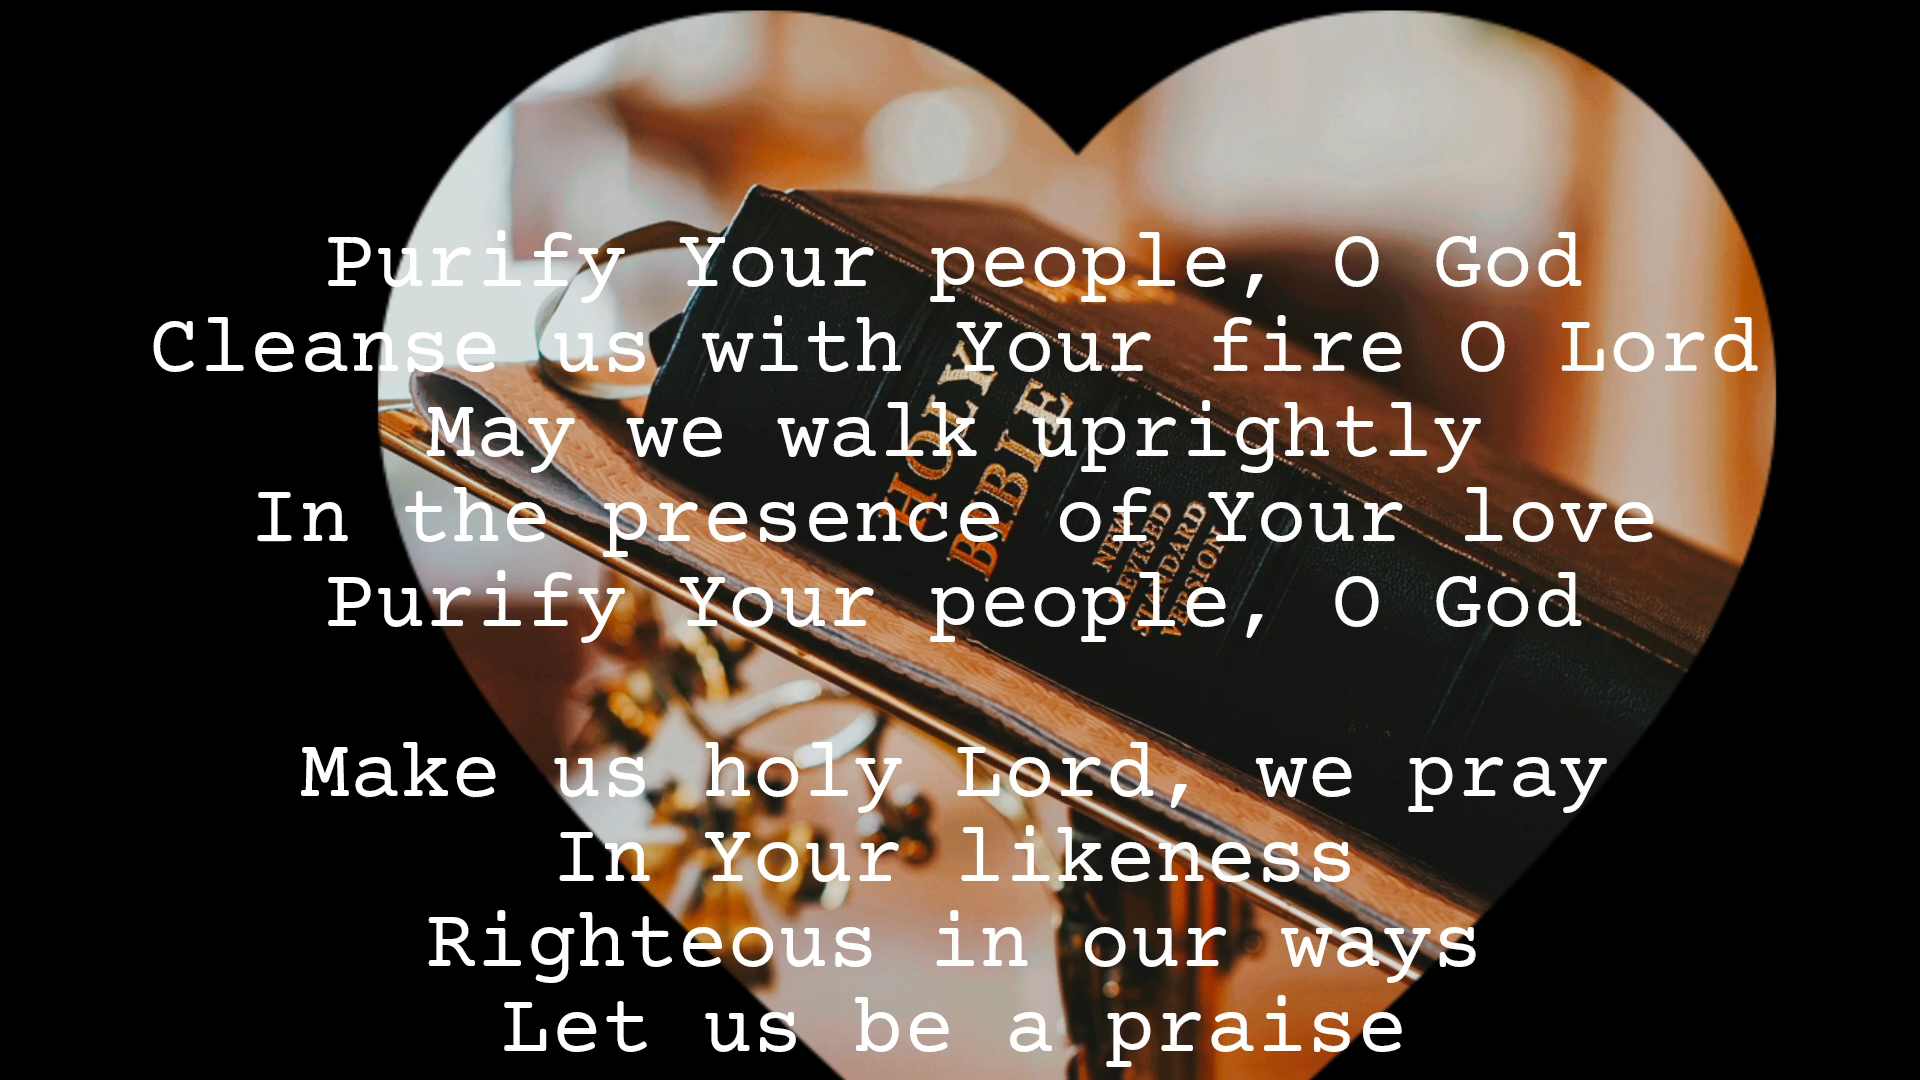 Purify Your people, O God
Cleanse us with Your fire O Lord
May we walk uprightly
In the presence of Your love
Purify Your people, O God
Make us holy Lord, we pray
In Your likeness
Righteous in our ways
Let us be a praise
HOLY
BIBLE
NEW
REVISED
STANDARD
VERSION